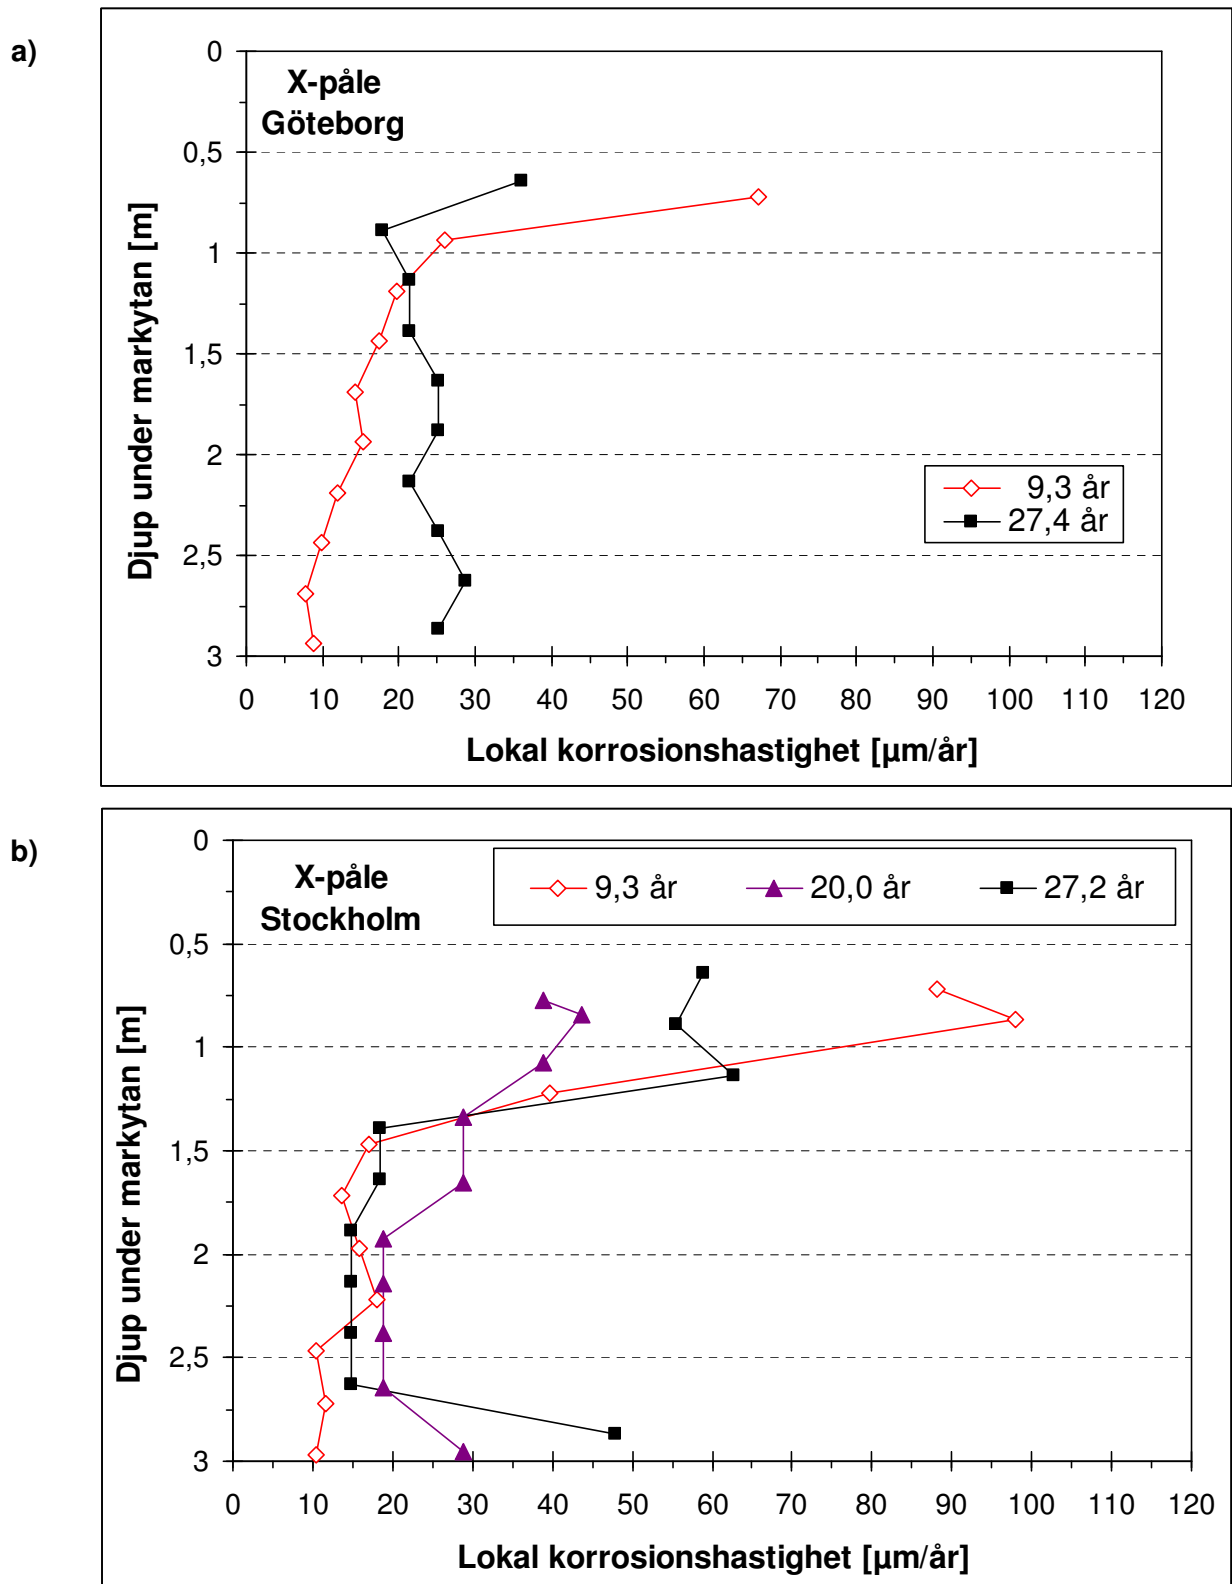 a)
X-påle
Göteborg
0
0,5
1
1,5
2
2,5
3
Djup under markytan [m]
9,3 år
27,4 år
0 10 20 30 40 50 60 70 80 90 100 110 120
Lokal korrosionshastighet [µm/år]
b)
X-påle
Stockholm
9,3 år 20,0 år 27,2 år
0
0,5
1
1,5
2
2,5
3
Djup under markytan [m]
0 10 20 30 40 50 60 70 80 90 100 110 120
Lokal korrosionshastighet [µm/år]